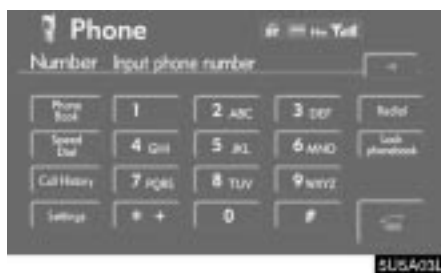 Phone
Number Input phone number
Phone Book 1 2 ABC 3 DEF Redial
Speed Dial 4 GHI 5 JKL 6 MNO Lock phonebook
Call History 7 PQRS 8 TUV 9 WXYZ
Settings * + 0 #